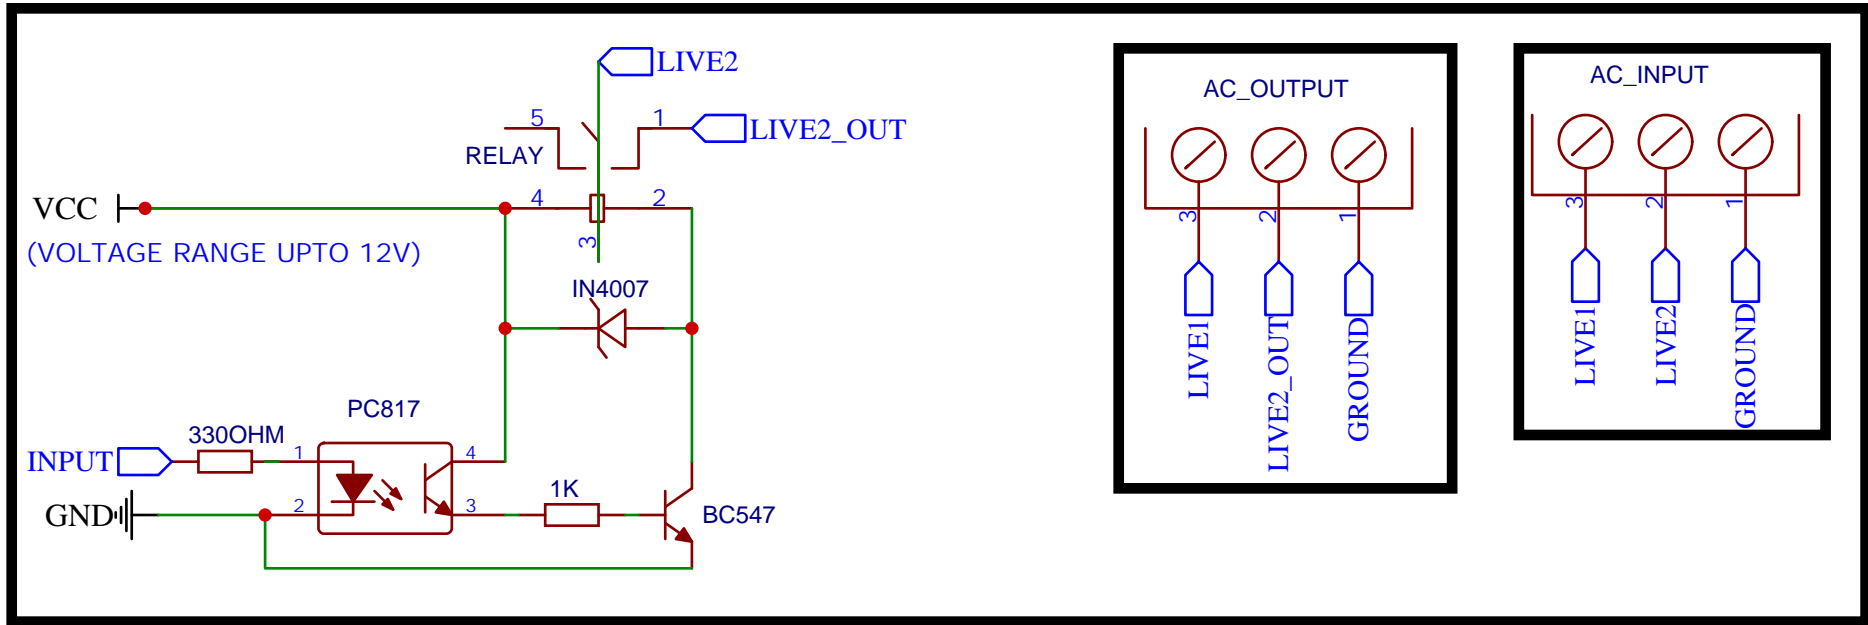 LIVE2
5
1
LIVE2_OUT
RELAY
VCC
4
2
(VOLTAGE RANGE UPTO 12V)
3
IN4007
PC817
INPUT
330OHM
1
4
GND
2
3
1K
BC547
AC_OUTPUT
3
2
1
LIVE1
LIVE2_OUT
GROUND
AC_INPUT
3
2
1
LIVE1
LIVE2
GROUND